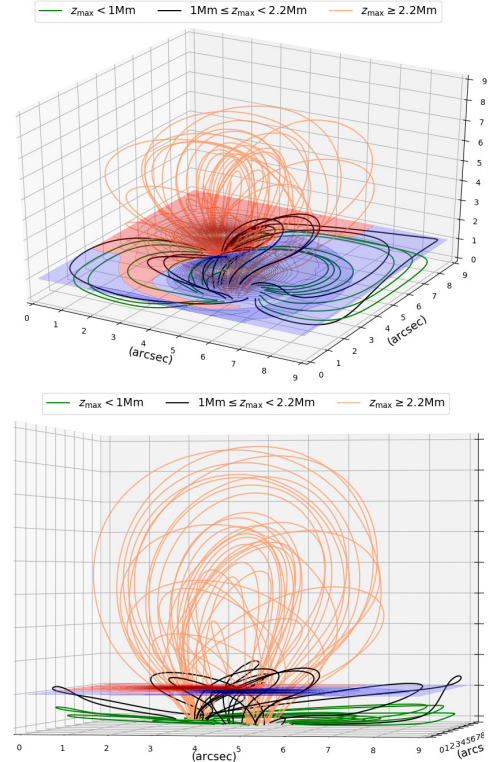 z_max < 1Mm 1Mm ≤ z_max < 2.2Mm z_max ≥ 2.2Mm
9
8
7
6
5
4
3
2
1
0
0 1 2 3 4 5 6 7 8 9
(arcsec)
0 1 2 3 4 5 6 7 8 9
(arcsec)
z_max < 1Mm 1Mm ≤ z_max < 2.2Mm z_max ≥ 2.2Mm
0 1 2 3 4 5 6 7 8 9
(arcsec)
012345678
(arcs